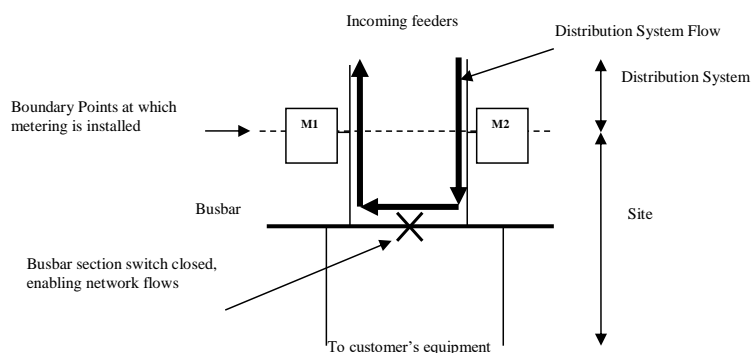 Incoming feeders
Distribution System Flow
Distribution System
Boundary Points at which
metering is installed
M1
M2
Busbar
Site
Busbar section switch closed,
enabling network flows
To customer's equipment